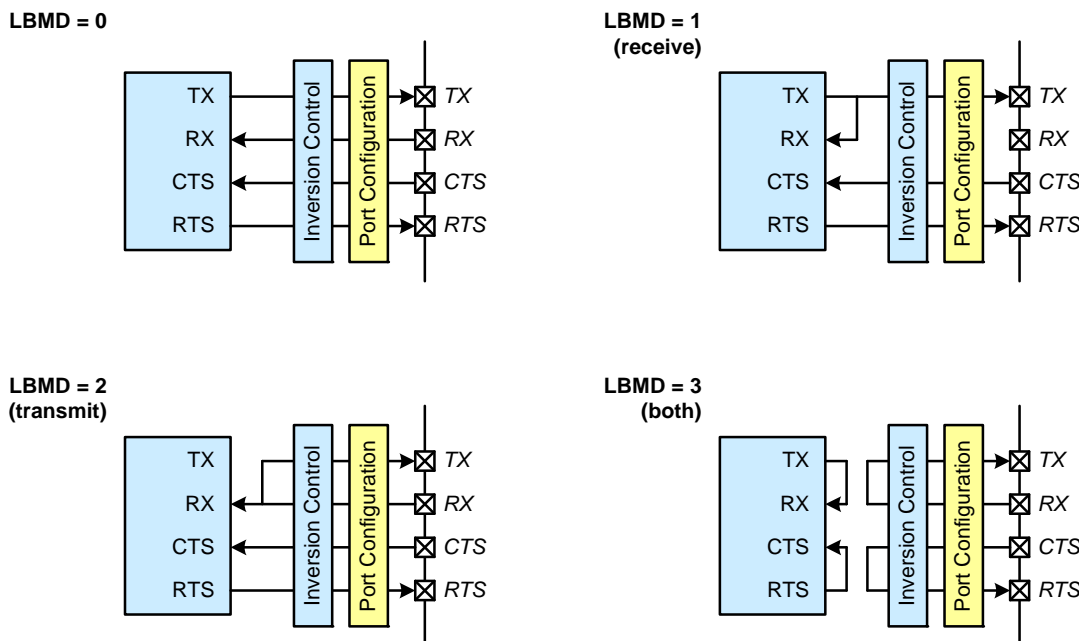 LBMD = 0
TX
RX
CTS
RTS
Inversion Control
Port Configuration
TX
RX
CTS
RTS
LBMD = 1
(receive)
TX
RX
CTS
RTS
Inversion Control
Port Configuration
TX
RX
CTS
RTS
LBMD = 2
(transmit)
TX
RX
CTS
RTS
Inversion Control
Port Configuration
TX
RX
CTS
RTS
LBMD = 3
(both)
TX
RX
CTS
RTS
Inversion Control
Port Configuration
TX
RX
CTS
RTS